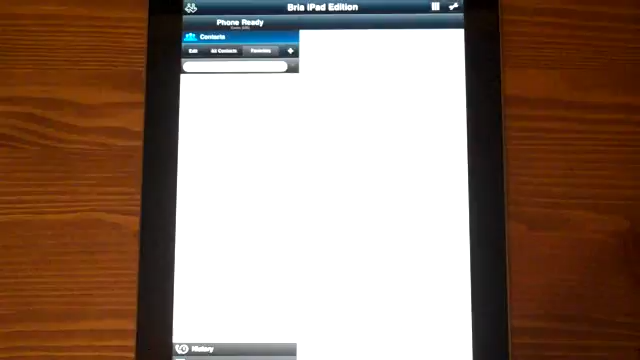 Bria iPad Edition
Phone Ready
Contacts
Edit All Contacts Favorites +
History